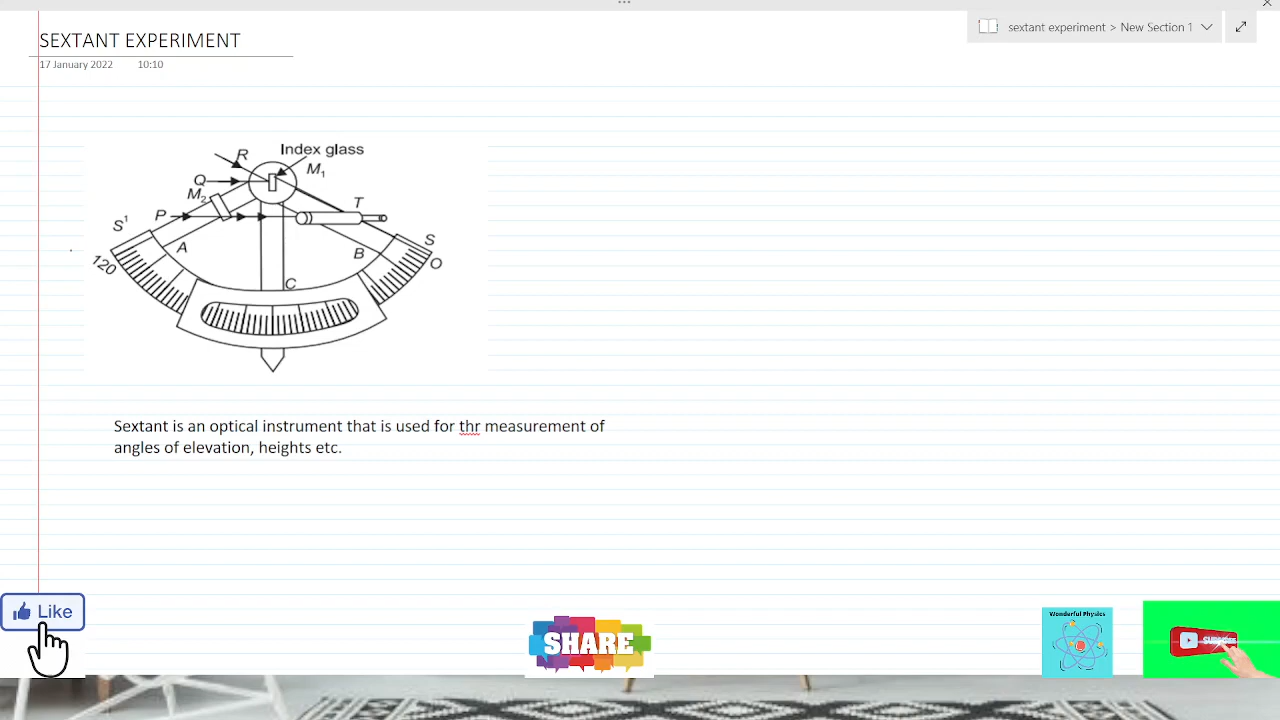 SEXTANT EXPERIMENT
17 January 2022 10:10
sextant experiment > New Section 1
R
Index glass
M1
Q
M2
T
P
S1
A
B
S
O
120
C
Sextant is an optical instrument that is used for thr measurement of
angles of elevation, heights etc.
Like
SHARE
Wonderful Physics
SUBSCRIBE